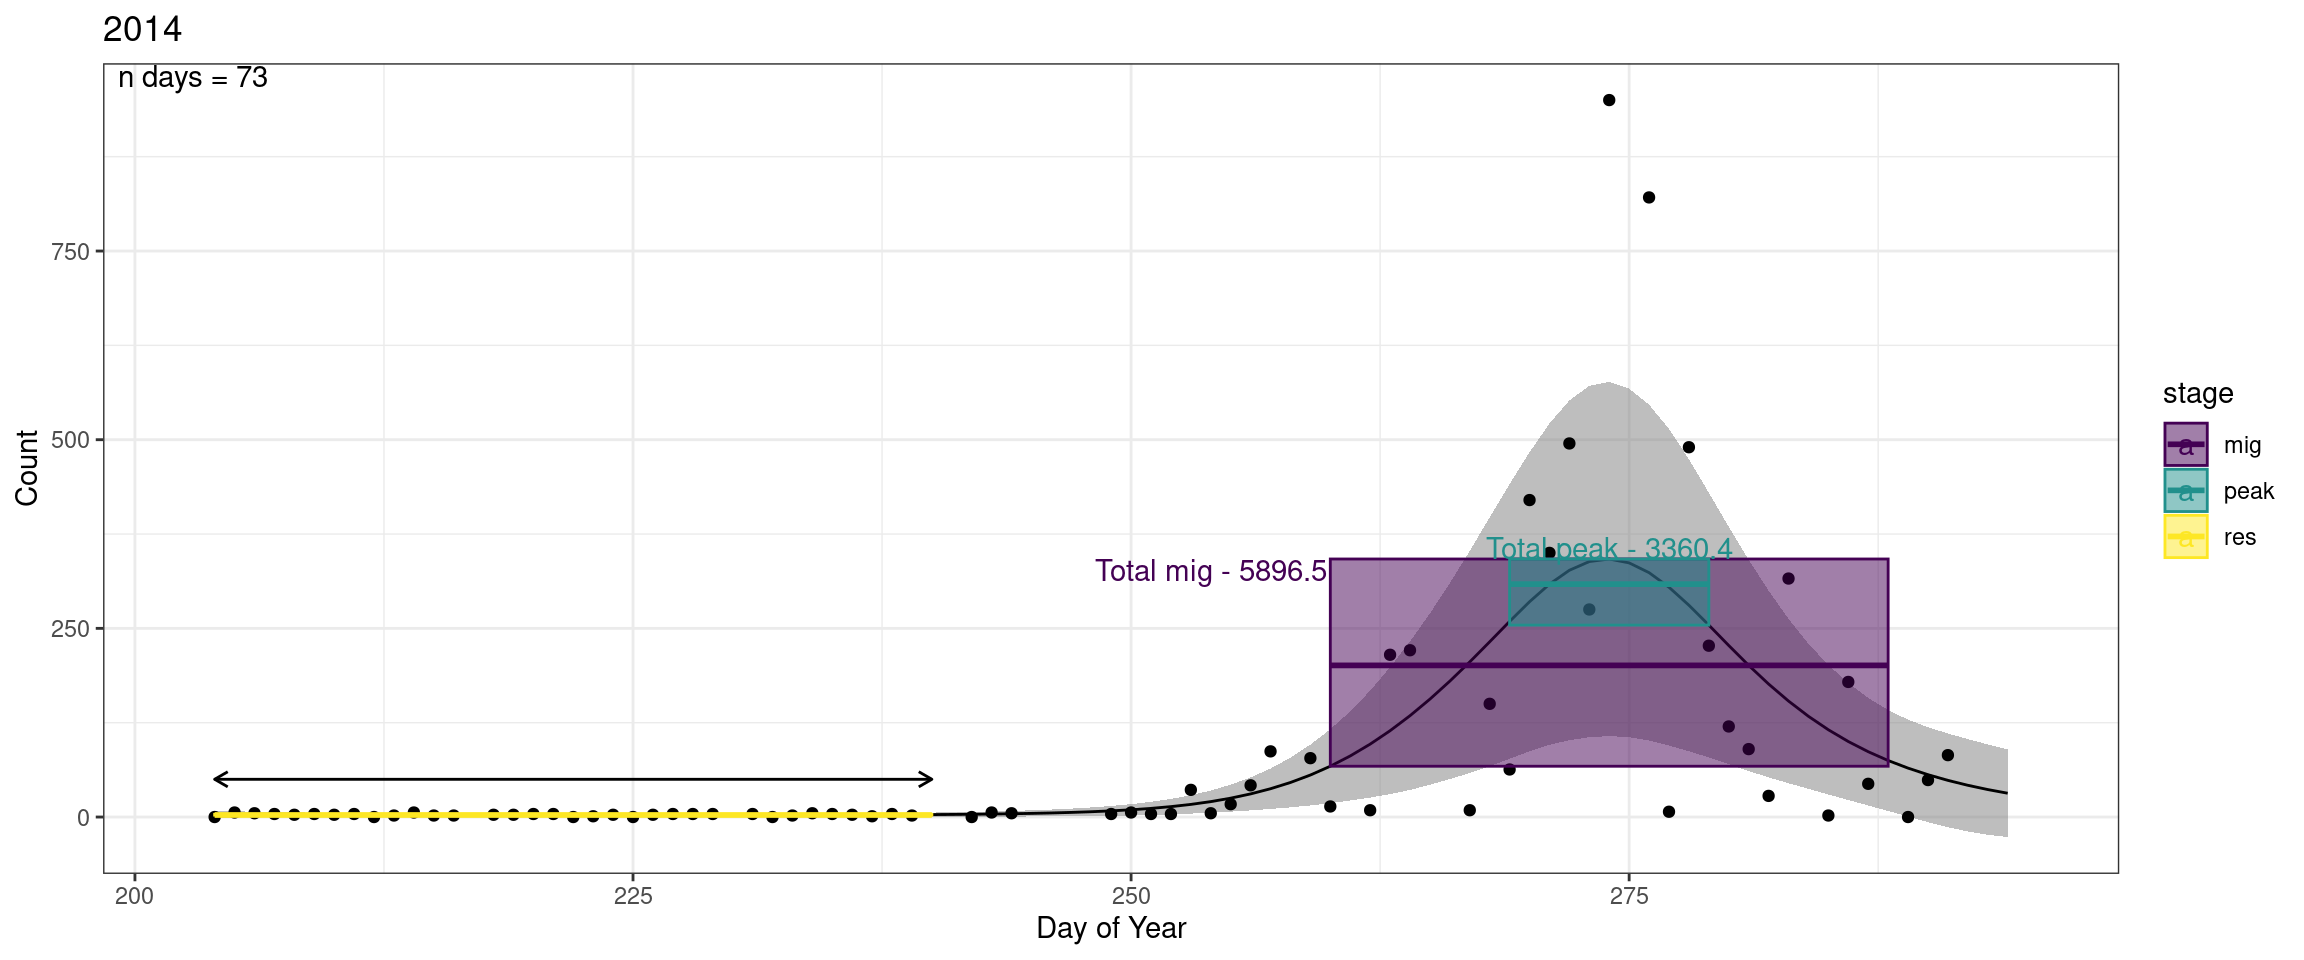 2014
n days = 73
750
500
250
0
Count
Total peak - 3360.4
Total mig - 5896.5
200
225
250
275
Day of Year
stage
a mig
a peak
a res